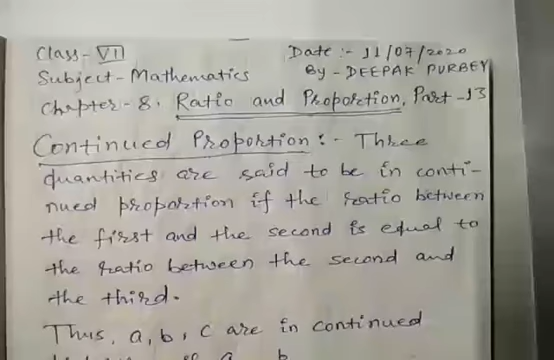 Class - VII Date :- 11/07/2020
Subject - Mathematics By - DEEPAK PURBEY
Chapter - 8. Ratio and Proportion, Part - 13
Continued Proportion :- Three
quantities are said to be in conti-
nued proportion if the ratio between
the first and the second is equal to
the ratio between the second and
the third.
Thus, a, b, c are in continued
a b